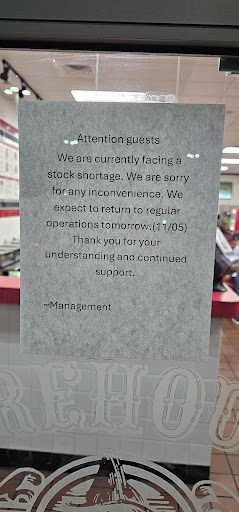 Attention guests
We are currently facing a
stock shortage. We are sorry
for any inconvenience. We
expect to return to regular
operations tomorrow.(11/05)
Thank you for your
understanding and continued
support.
~Management
REHOU